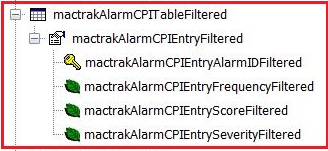 mactrakAlarmCPITableFiltered
mactrakAlarmCPIEntryFiltered
mactrakAlarmCPIEntryAlarmIDFiltered
mactrakAlarmCPIEntryFrequencyFiltered
mactrakAlarmCPIEntryScoreFiltered
mactrakAlarmCPIEntrySeverityFiltered